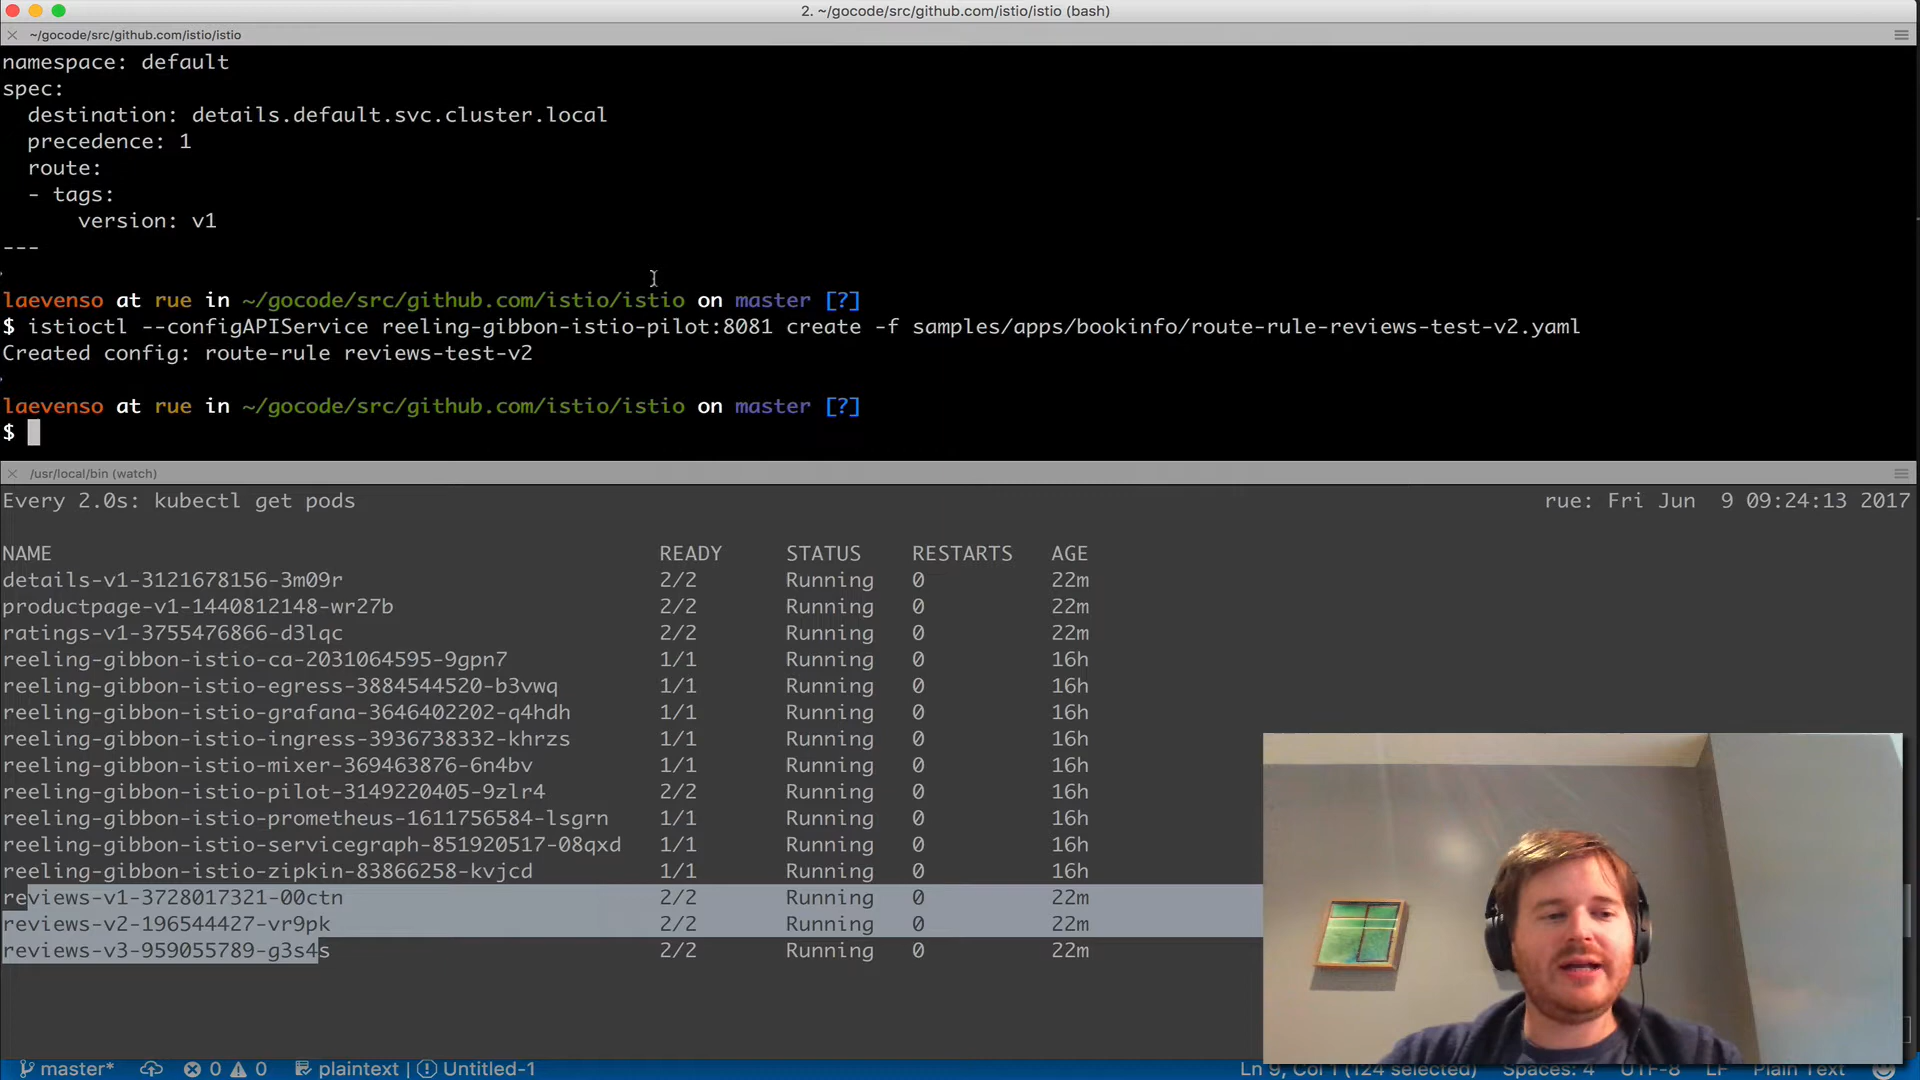 2. ~/gocode/src/github.com/istio/istio (bash)
~/gocode/src/github.com/istio/istio
namespace: default
spec:
  destination: details.default.svc.cluster.local
  precedence: 1
  route:
  - tags:
      version: v1
---
laevenso at rue in ~/gocode/src/github.com/istio/istio on master [?]
$ istioctl --configAPIService reeling-gibbon-istio-pilot:8081 create -f samples/apps/bookinfo/route-rule-reviews-test-v2.yaml
Created config: route-rule reviews-test-v2
laevenso at rue in ~/gocode/src/github.com/istio/istio on master [?]
$
/usr/local/bin (watch)
Every 2.0s: kubectl get pods rue: Fri Jun  9 09:24:13 2017
NAME READY STATUS RESTARTS AGE
details-v1-3121678156-3m09r 2/2 Running 0 22m
productpage-v1-1440812148-wr27b 2/2 Running 0 22m
ratings-v1-3755476866-d3lqc 2/2 Running 0 22m
reeling-gibbon-istio-ca-2031064595-9gpn7 1/1 Running 0 16h
reeling-gibbon-istio-egress-3884544520-b3vwq 1/1 Running 0 16h
reeling-gibbon-istio-grafana-3646402202-q4hdh 1/1 Running 0 16h
reeling-gibbon-istio-ingress-3936738332-khrzs 1/1 Running 0 16h
reeling-gibbon-istio-mixer-369463876-6n4bv 1/1 Running 0 16h
reeling-gibbon-istio-pilot-3149220405-9zlr4 2/2 Running 0 16h
reeling-gibbon-istio-prometheus-1611756584-lsgrn 1/1 Running 0 16h
reeling-gibbon-istio-servicegraph-851920517-08qxd 1/1 Running 0 16h
reeling-gibbon-istio-zipkin-83866258-kvjcd 1/1 Running 0 16h
reviews-v1-3728017321-00ctn 2/2 Running 0 22m
reviews-v2-196544427-vr9pk 2/2 Running 0 22m
reviews-v3-959055789-g3s4s 2/2 Running 0 22m
master* 0 0 plaintext Untitled-1 Ln 9, Col 1 (124 selected) Spaces: 4 UTF-8 LF Plain Text